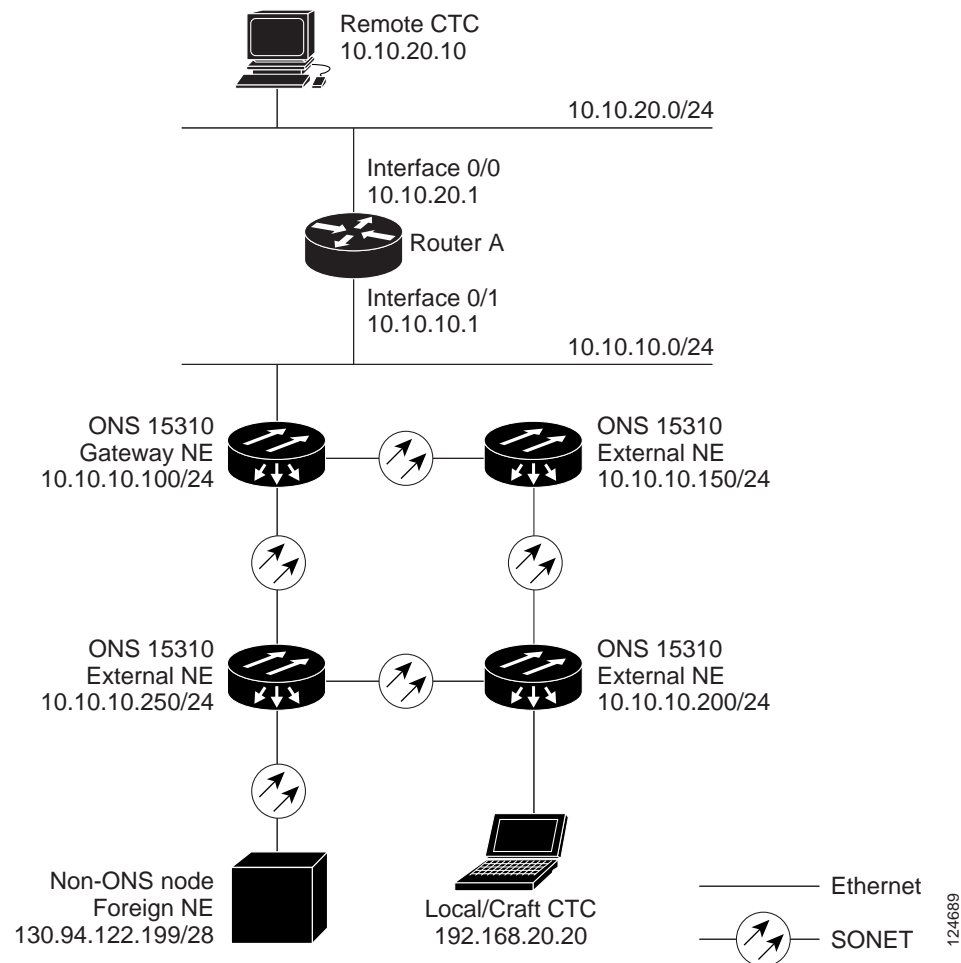 Remote CTC
10.10.20.10
10.10.20.0/24
Interface 0/0
10.10.20.1
Router A
Interface 0/1
10.10.10.1
10.10.10.0/24
ONS 15310
Gateway NE
10.10.10.100/24
ONS 15310
External NE
10.10.10.150/24
ONS 15310
External NE
10.10.10.250/24
ONS 15310
External NE
10.10.10.200/24
Non-ONS node
Foreign NE
130.94.122.199/28
Local/Craft CTC
192.168.20.20
Ethernet
SONET
124689